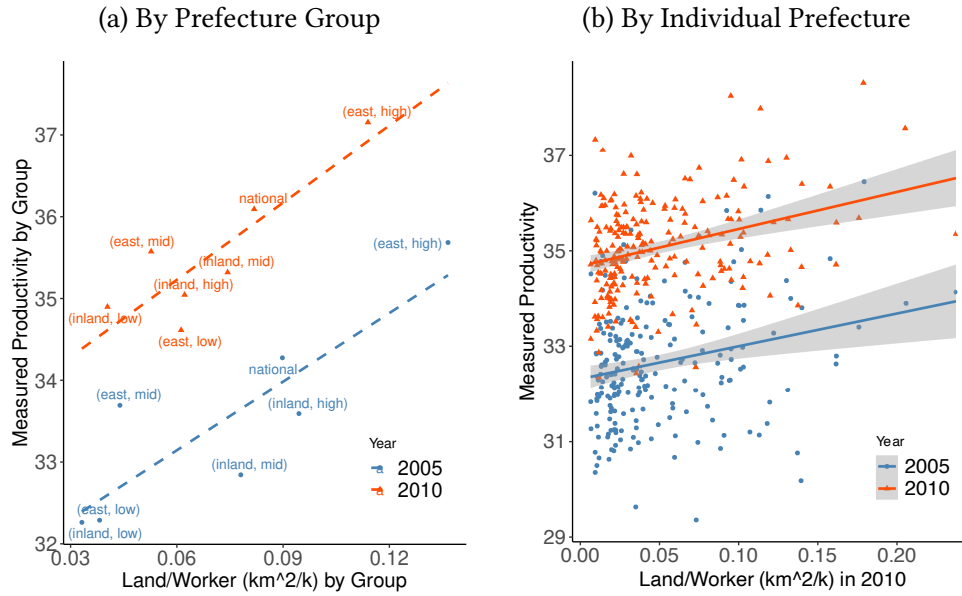 (a) By Prefecture Group
Measured Productivity by Group
37
36
35
34
33
32
(east, high)
national
(east, mid)
(inland, mid)
(inland, high)
(inland, low)
(east, low)
(east, high)
national
(east, mid)
(inland, high)
(inland, mid)
(east, low)
(inland, low)
Year
a 2005
a 2010
0.03 0.06 0.09 0.12
Land/Worker (km^2/k) by Group
(b) By Individual Prefecture
Measured Productivity
37
35
33
31
29
Year
2005
2010
0.00 0.05 0.10 0.15 0.20
Land/Worker (km^2/k) in 2010